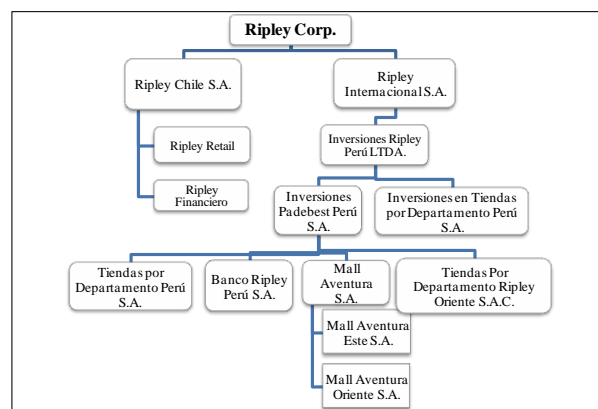 Ripley Corp.
Ripley Chile S.A.
Ripley
Internacional S.A.
Ripley Retail
Ripley
Financiero
Inversiones Ripley
Perú LTDA.
Inversiones
Padebest Perú
S.A.
Inversiones en Tiendas
por Departamento Perú
S.A.
Tiendas por
Departamento Perú
S.A.
Banco Ripley
Perú S.A.
Mall
Aventura
S.A.
Tiendas Por
Departamento Ripley
Oriente S.A.C.
Mall Aventura
Este S.A.
Mall Aventura
Oriente S.A.